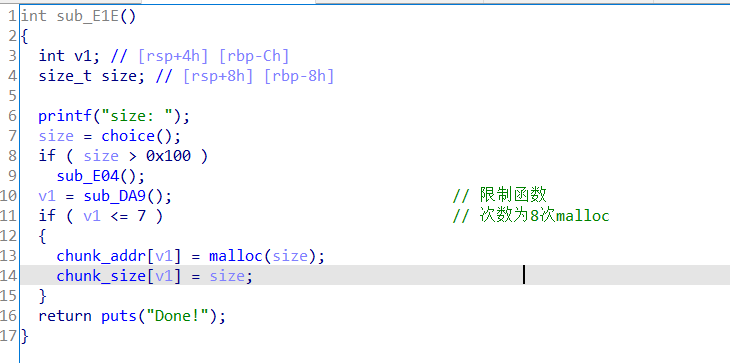 1 int sub_E1E()
2 {
3 int v1; // [rsp+4h] [rbp-Ch]
4 size_t size; // [rsp+8h] [rbp-8h]
5
6 printf("size: ");
7 size = choice();
8 if ( size > 0x100 )
9 sub_E04();
10 v1 = sub_DA9(); // 限制函数
11 if ( v1 <= 7 ) // 次数为8次malloc
12 {
13 chunk_addr[v1] = malloc(size);
14 chunk_size[v1] = size;
15 }
16 return puts("Done!");
17 }